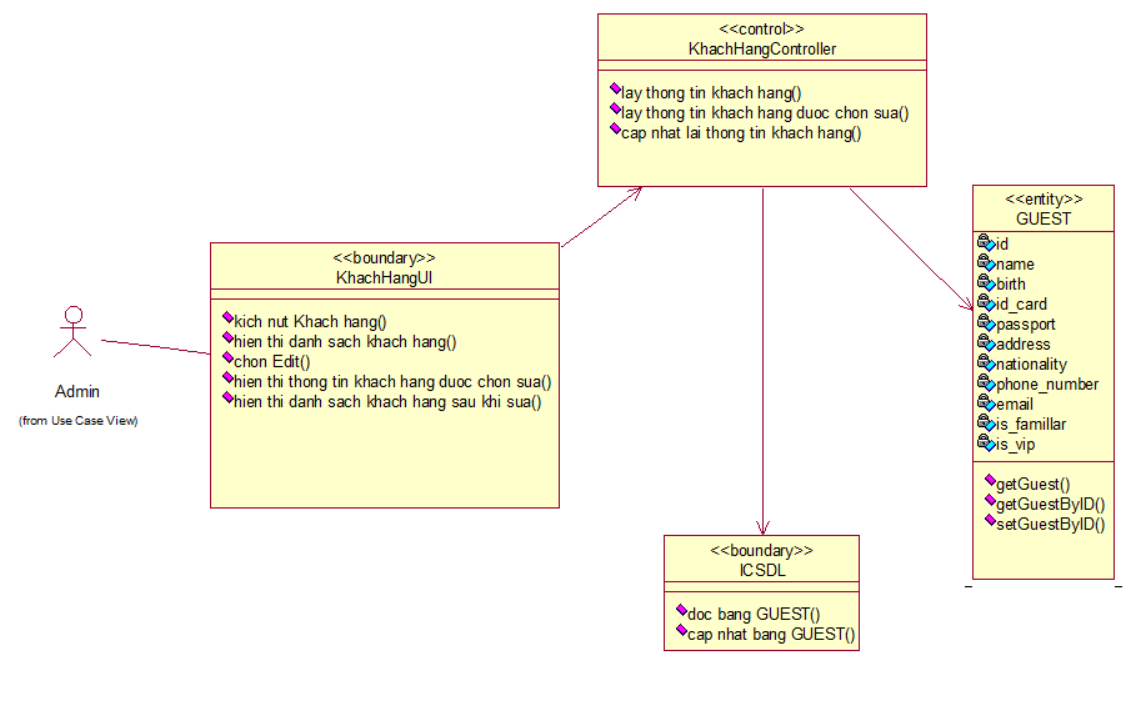 <<control>>
KhachHangController
lay thong tin khach hang()
lay thong tin khach hang duoc chon sua()
cap nhat lai thong tin khach hang()
<<boundary>>
KhachHangUI
kich nut Khach hang()
hien thi danh sach khach hang()
chon Edit()
hien thi thong tin khach hang duoc chon sua()
hien thi danh sach khach hang sau khi sua()
Admin
(from Use Case View)
<<entity>>
GUEST
id
name
birth
id_card
passport
address
nationality
phone_number
email
is_famillar
is_vip
getGuest()
getGuestByID()
setGuestByID()
<<boundary>>
ICSDL
doc bang GUEST()
cap nhat bang GUEST()